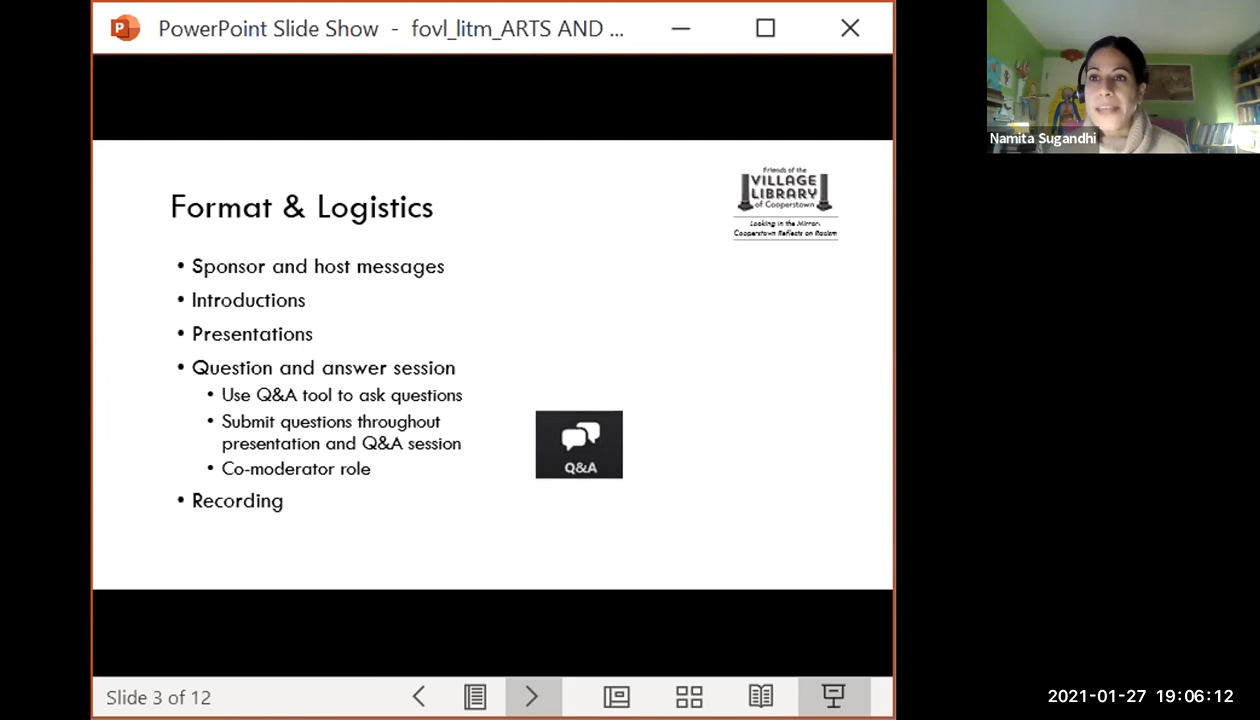 PowerPoint Slide Show - fovl_litm_ARTS AND ...
Namita Sugandhi
Friends of the
VILLAGE
LIBRARY
of Cooperstown
Looking in the Mirror:
Cooperstown Reflects on Racism
Format & Logistics
• Sponsor and host messages
• Introductions
• Presentations
• Question and answer session
• Use Q&A tool to ask questions
• Submit questions throughout
presentation and Q&A session
• Co-moderator role
• Recording
Q&A
Slide 3 of 12
2021-01-27 19:06:12